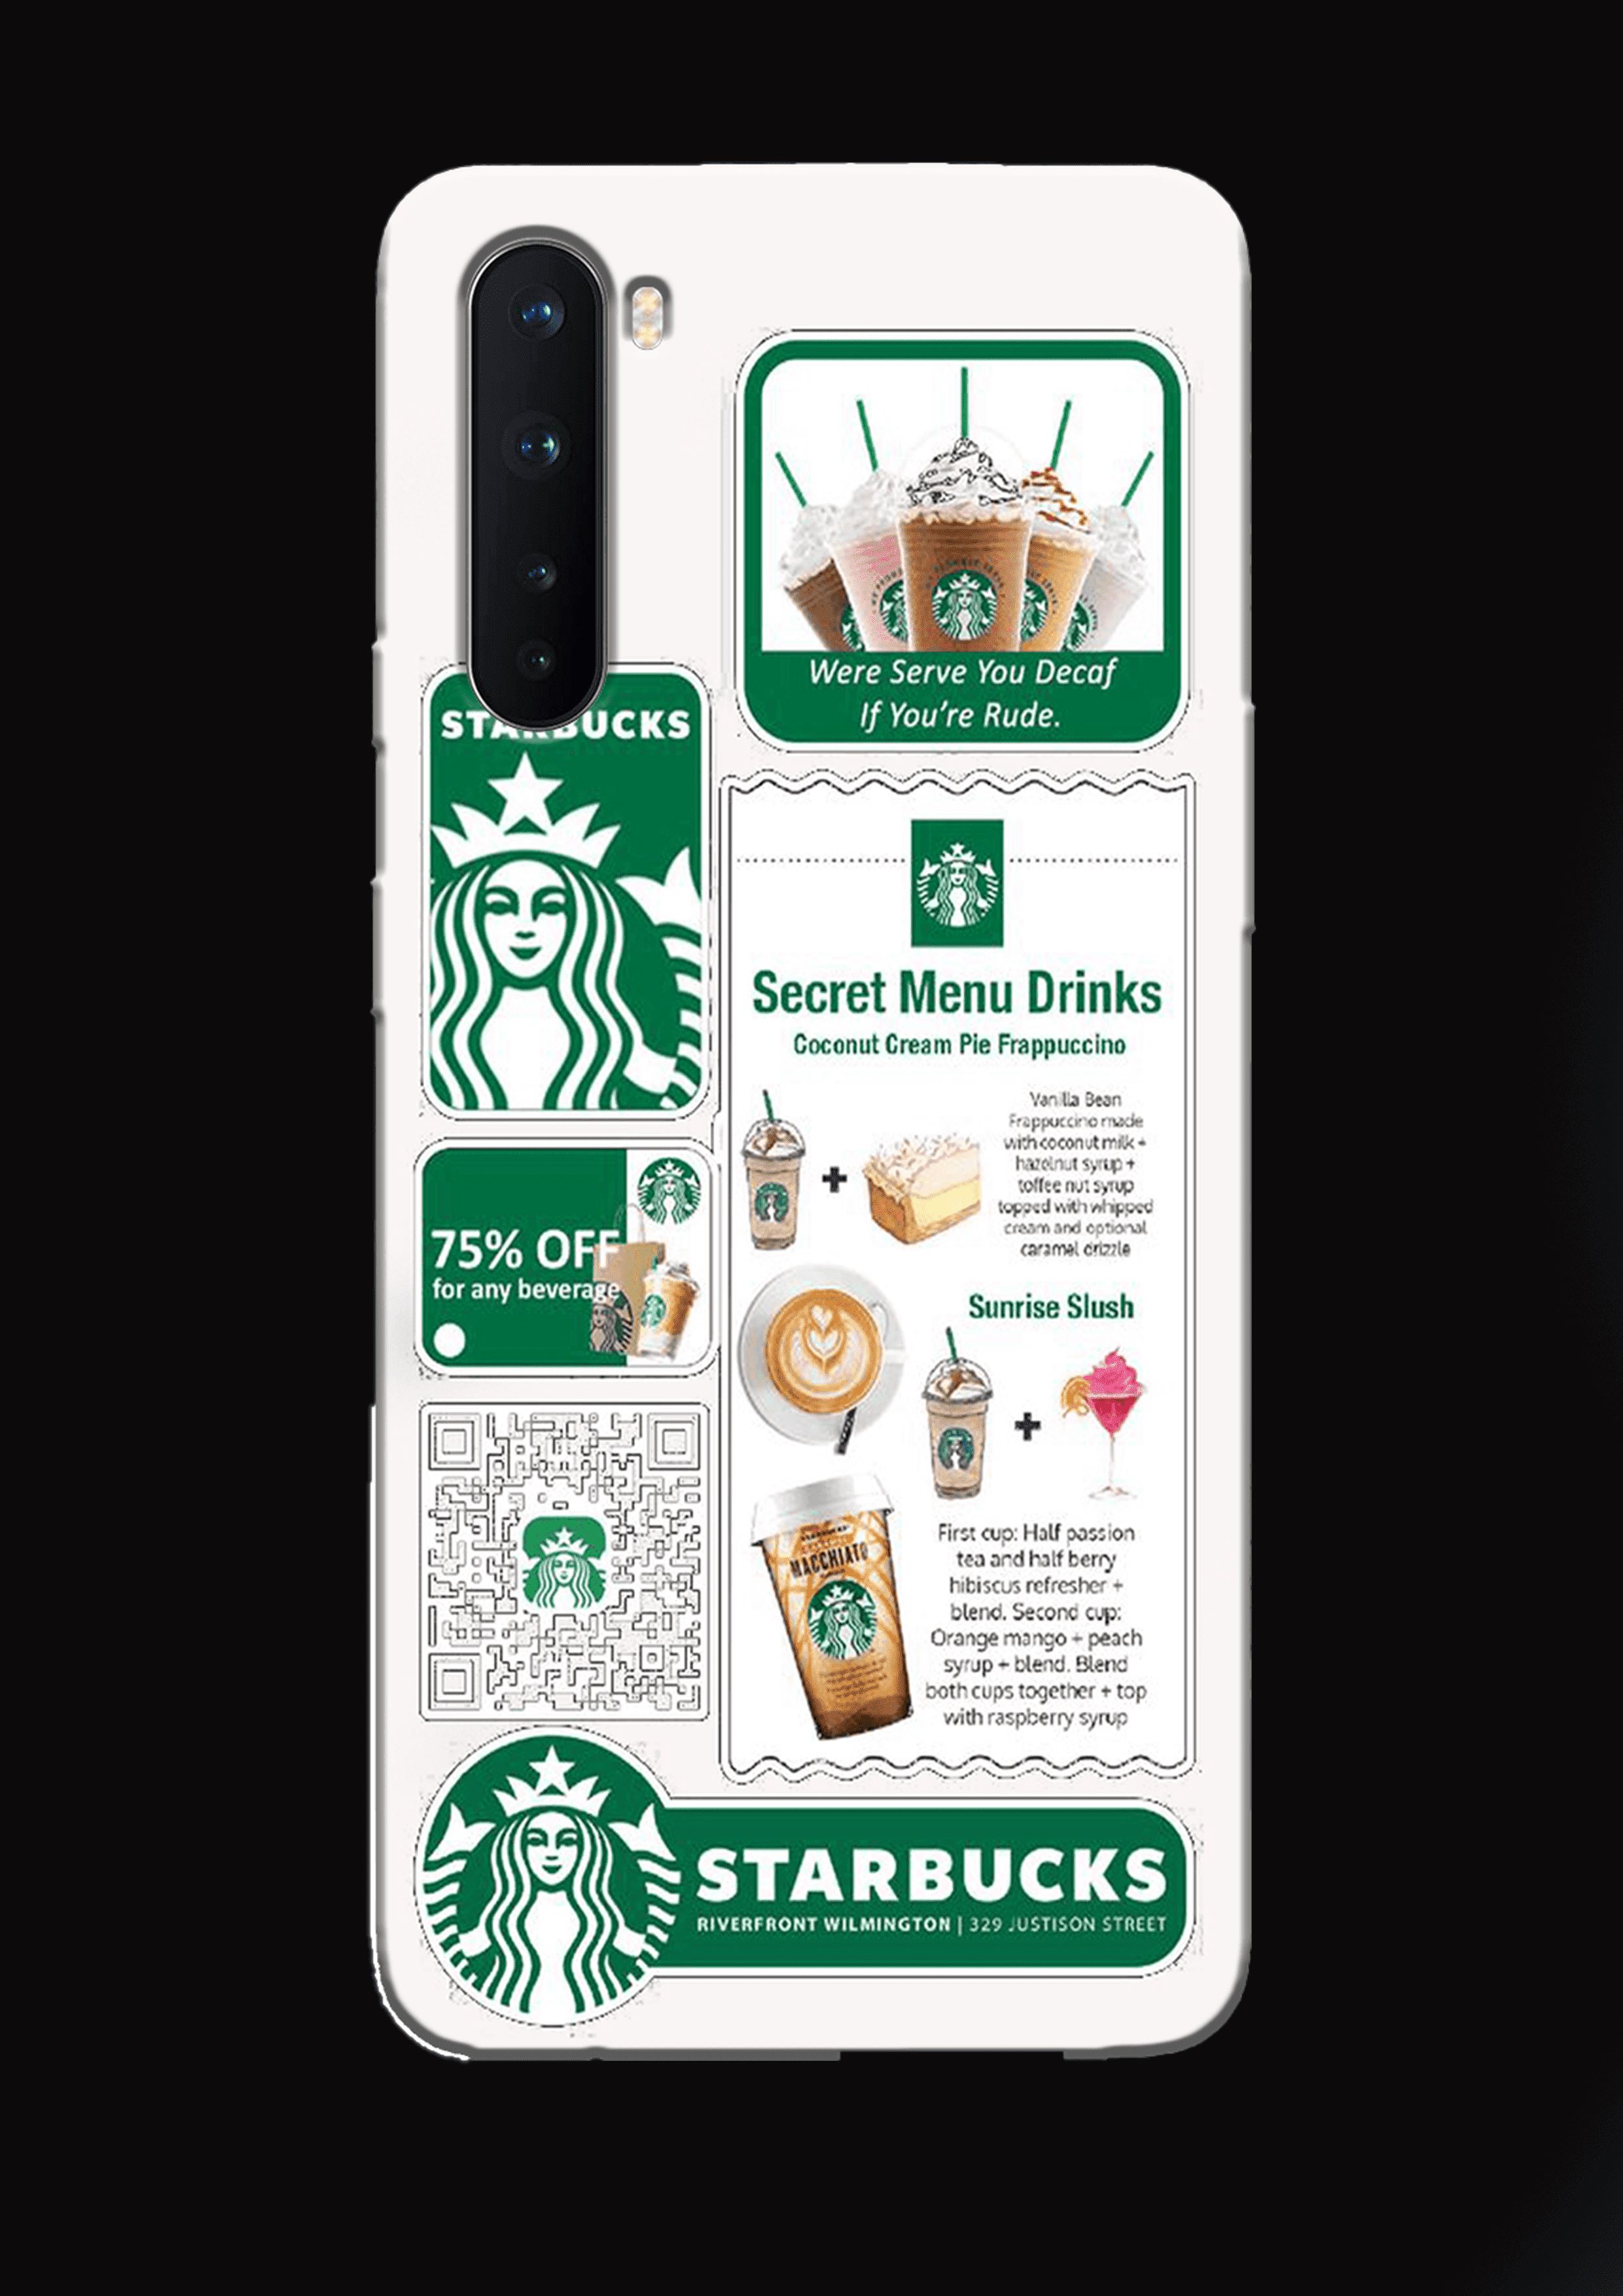 Were Serve You Decaf
If You're Rude.
STARBUCKS
Secret Menu Drinks
Coconut Cream Pie Frappuccino
Vanilla Bean
Frappuccino made
with coconut milk +
hazelnut syrup +
toffee nut syrup
topped with whipped
cream and optional
caramel drizzle
+
75% OFF
for any beverage
Sunrise Slush
+
MACCHIATO
First cup: Half passion
tea and half berry
hibiscus refresher +
blend. Second cup:
Orange mango + peach
syrup + blend. Blend
both cups together + top
with raspberry syrup
STARBUCKS
RIVERFRONT WILMINGTON | 329 JUSTISON STREET